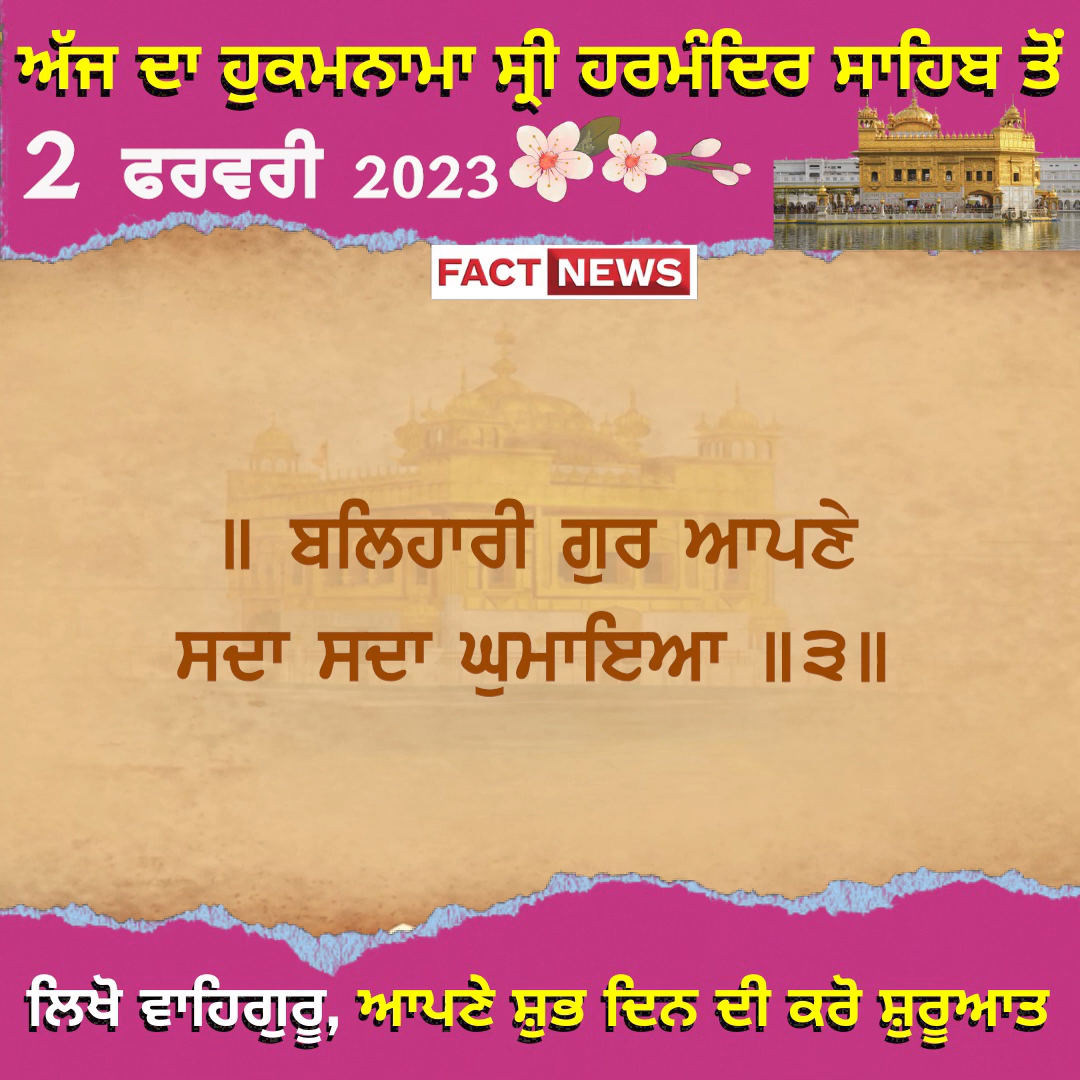 ਅੱਜ ਦਾ ਹੁਕਮਨਾਮਾ ਸ੍ਰੀ ਹਰਮੰਦਿਰ ਸਾਹਿਬ ਤੋਂ
2 ਫਰਵਰੀ 2023
FACT NEWS
॥ ਬਲਿਹਾਰੀ ਗੁਰ ਆਪਣੇ
ਸਦਾ ਸਦਾ ਘੁਮਾਇਆ ॥੩॥
ਲਿਖੋ ਵਾਹਿਗੁਰੂ, ਆਪਣੇ ਸ਼ੁਭ ਦਿਨ ਦੀ ਕਰੋ ਸ਼ੁਰੂਆਤ